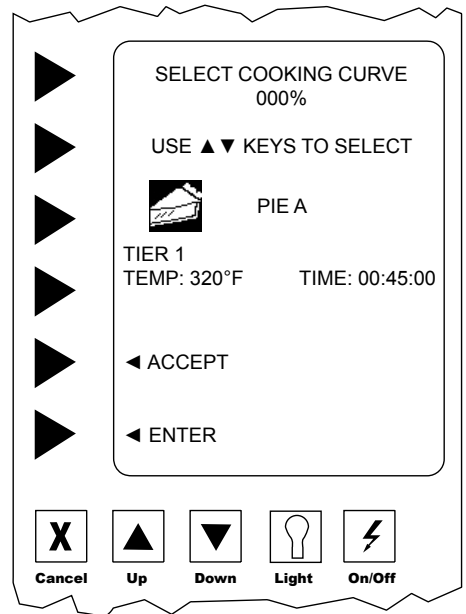 SELECT COOKING CURVE
000%
USE ▲▼ KEYS TO SELECT
PIE A
TIER 1
TEMP: 320°F TIME: 00:45:00
◄ ACCEPT
◄ ENTER
X
Cancel Up Down Light On/Off